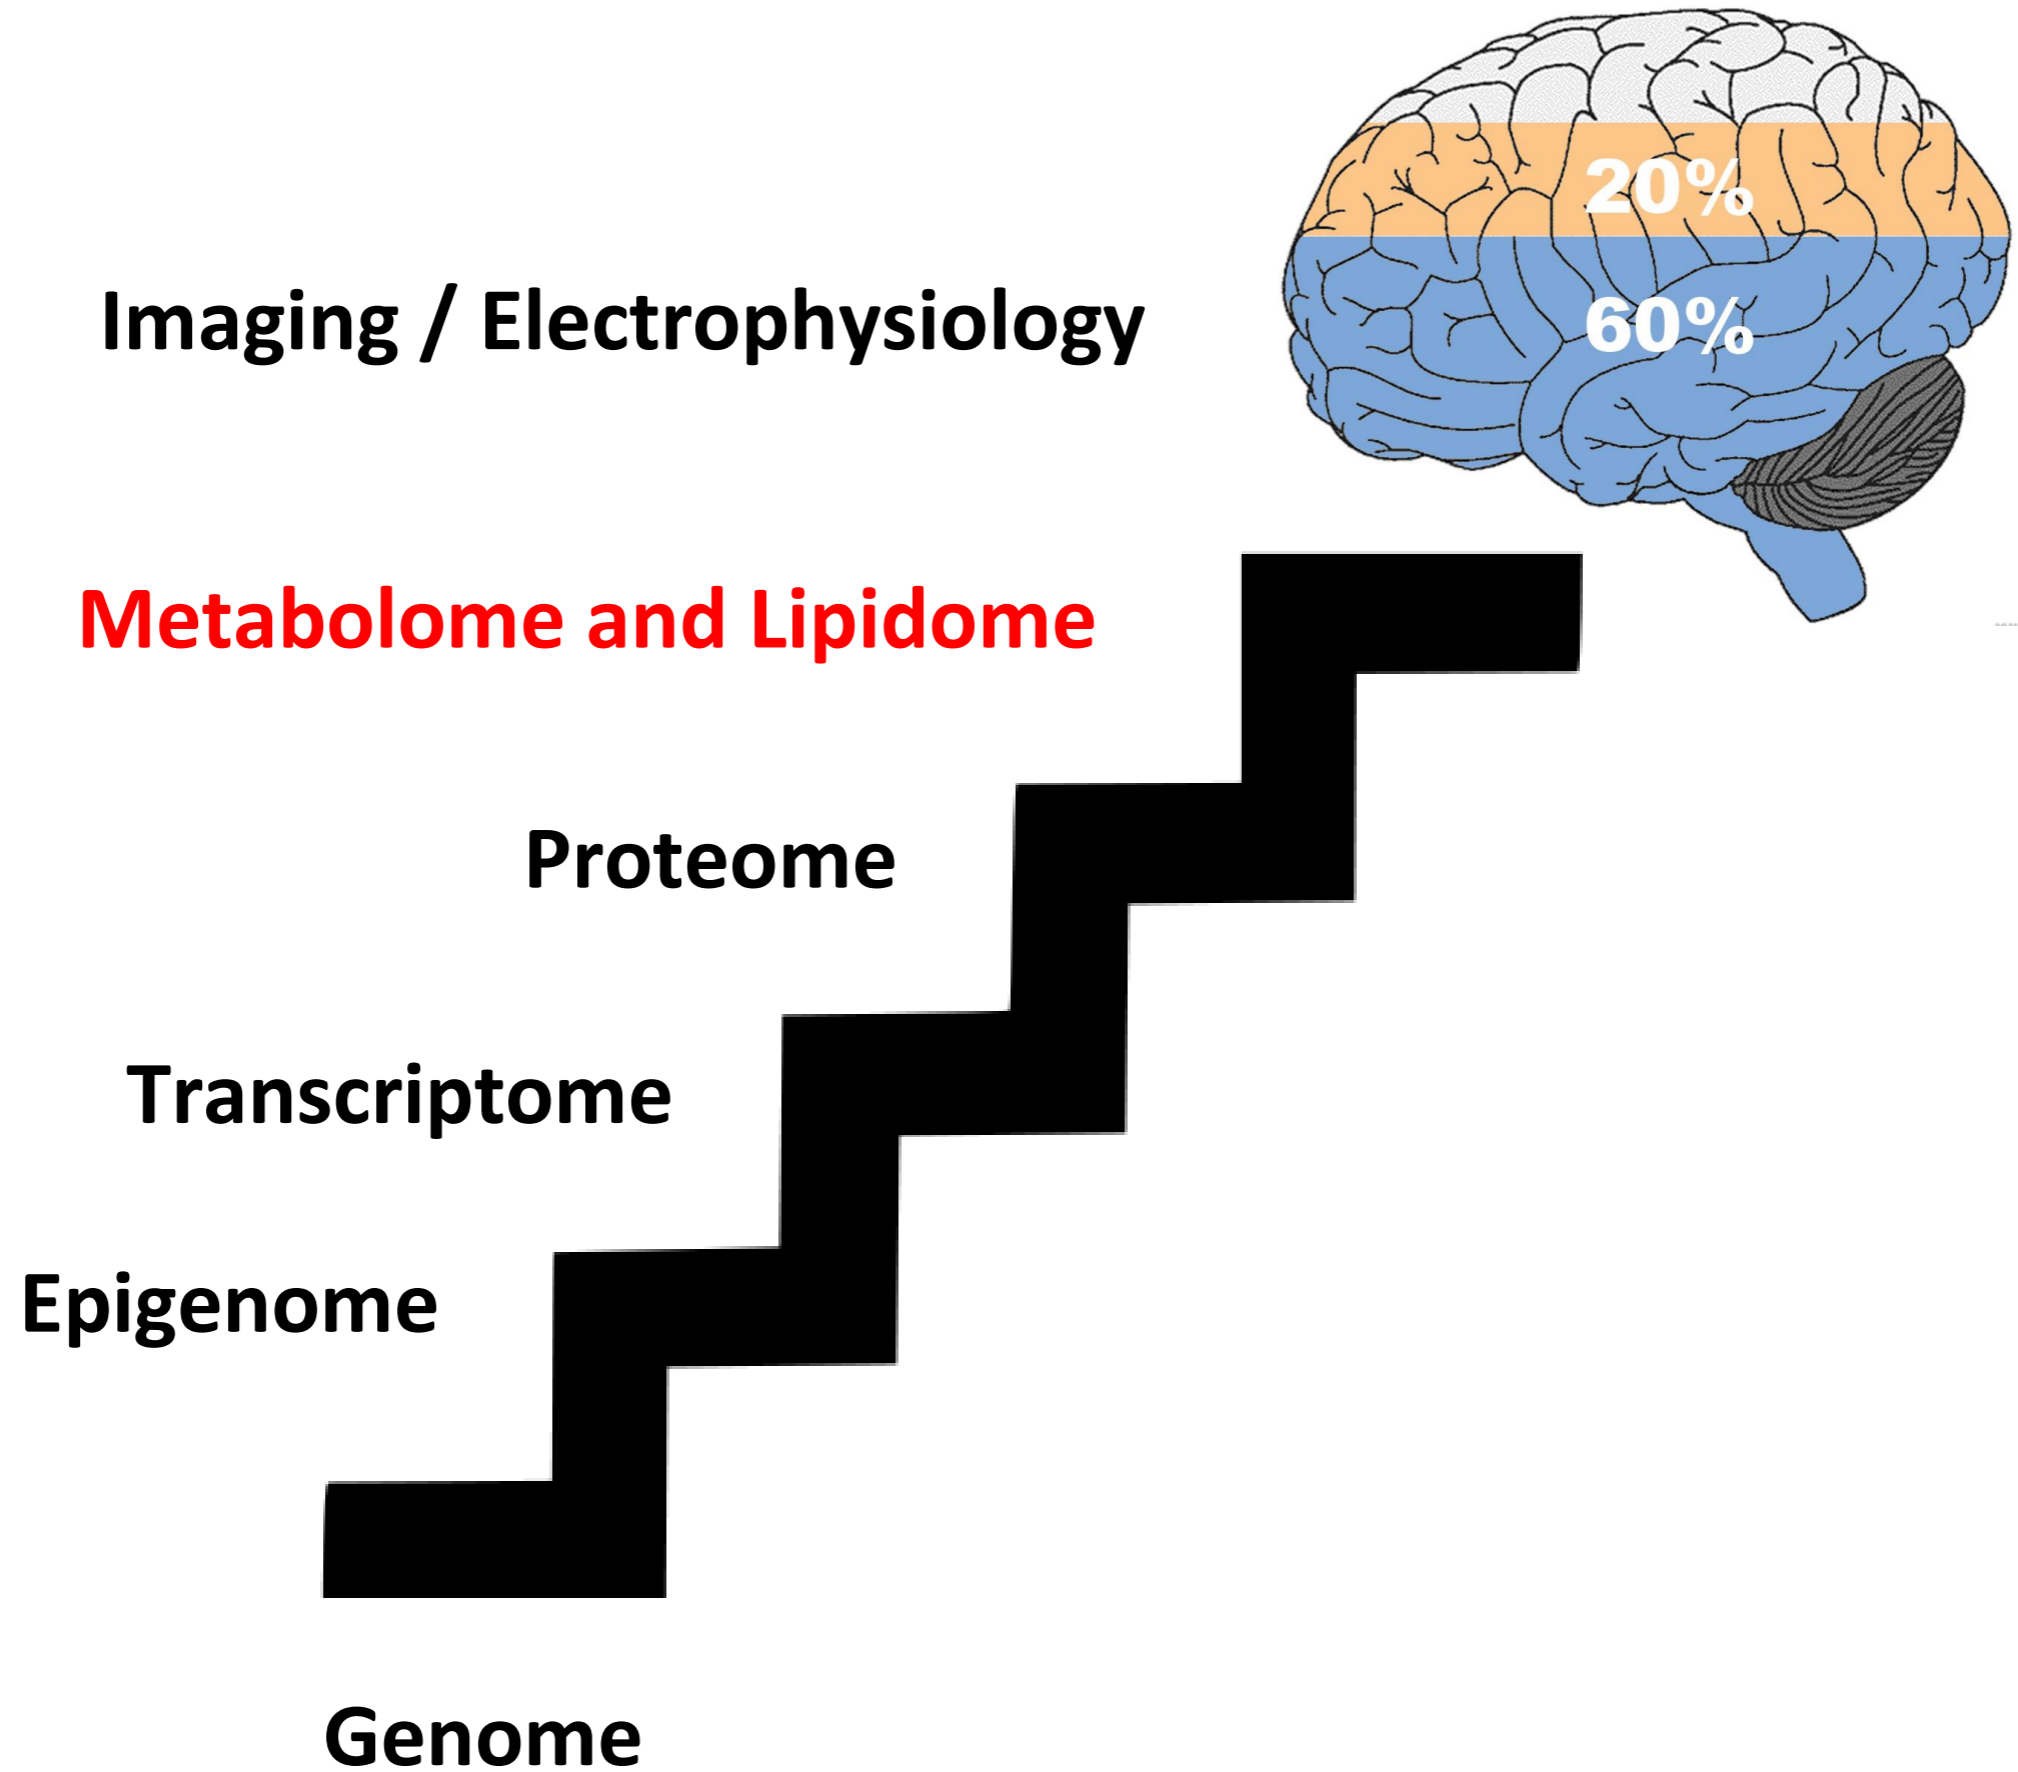 20%
60%
Imaging / Electrophysiology
Metabolome and Lipidome
Proteome
Transcriptome
Epigenome
Genome